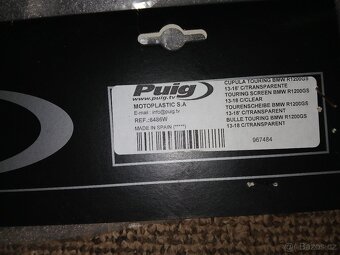 Puig
www.puig.tv
MOTOPLASTIC S.A
E-mail : info@puig.tv
REF.:6486W
MADE IN SPAIN (*****)
CUPULA TOURING BMW R1200GS
13-18' C/TRANSPARENTE
TOURING SCREEN BMW R1200GS
13-18 C/CLEAR
TOURENSCHEIBE BMW R1200GS
13-18' C/TRANSPARENT
BULLE TOURING BMW R1200GS
13-18 C/TRANSPARENT
967484